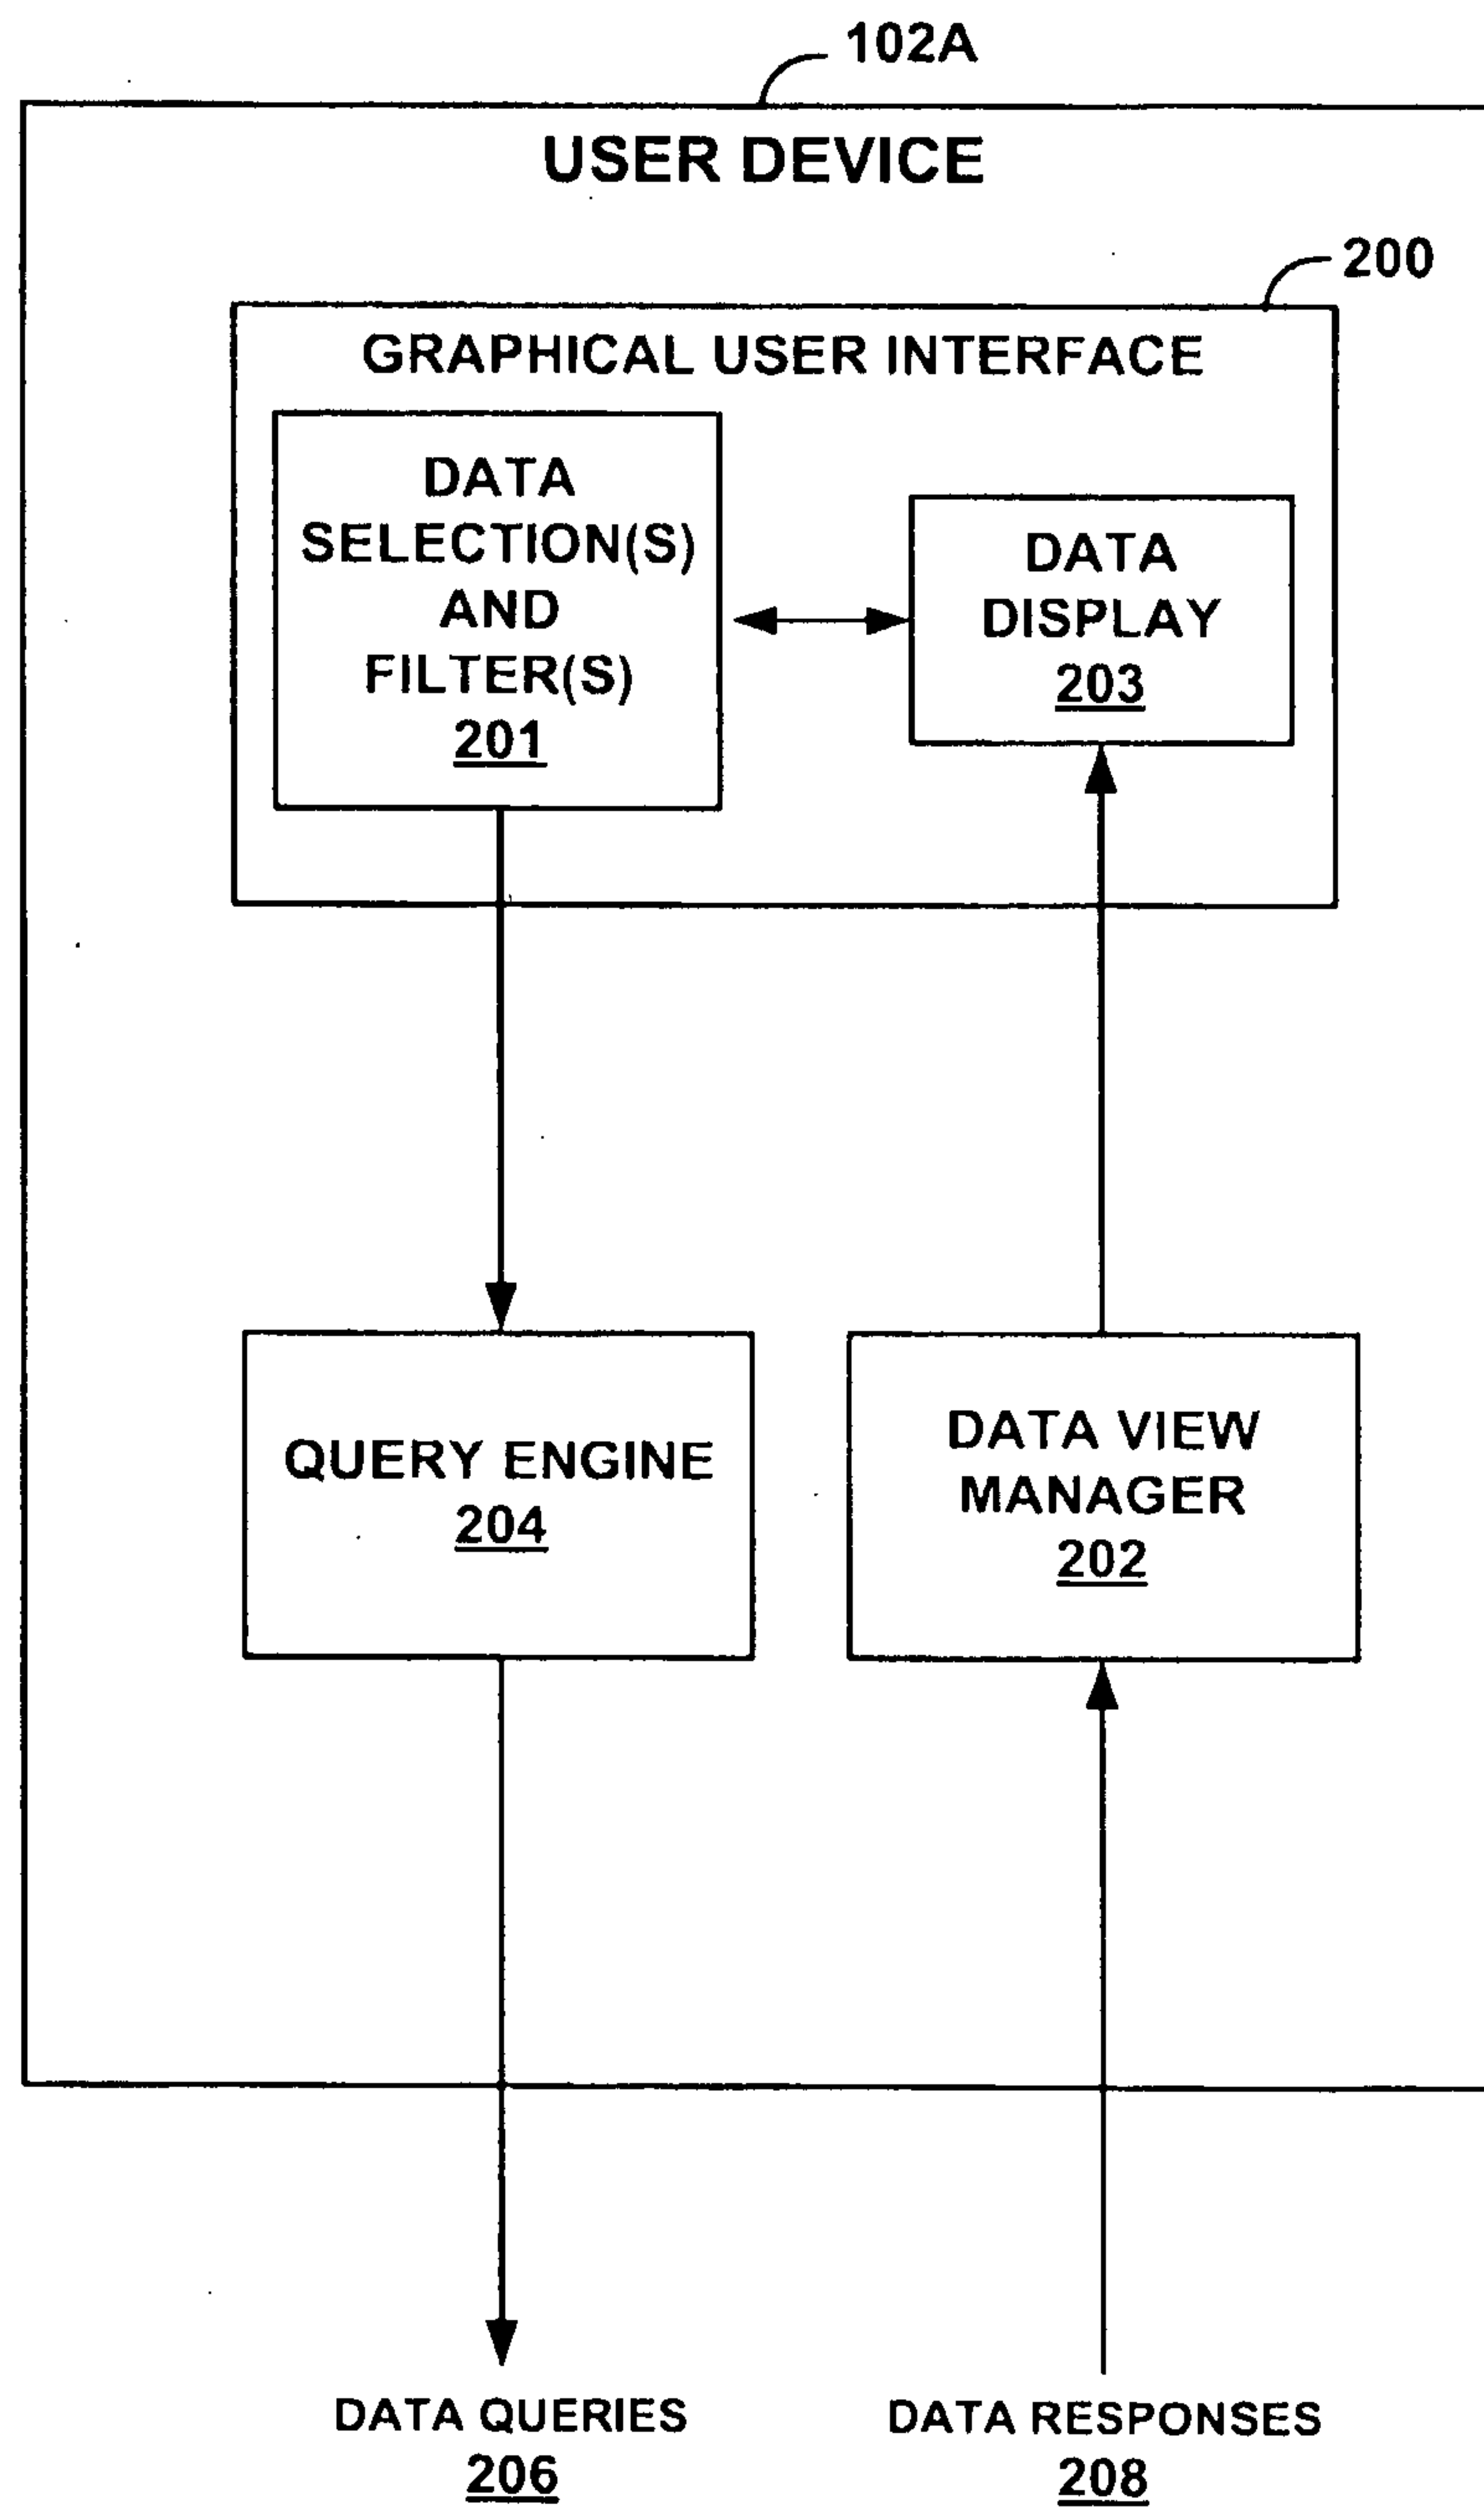 102A
USER DEVICE
200
GRAPHICAL USER INTERFACE
DATA
SELECTION(S)
AND
FILTER(S)
201
DATA
DISPLAY
203
QUERY ENGINE
204
DATA VIEW
MANAGER
202
DATA QUERIES
206
DATA RESPONSES
208